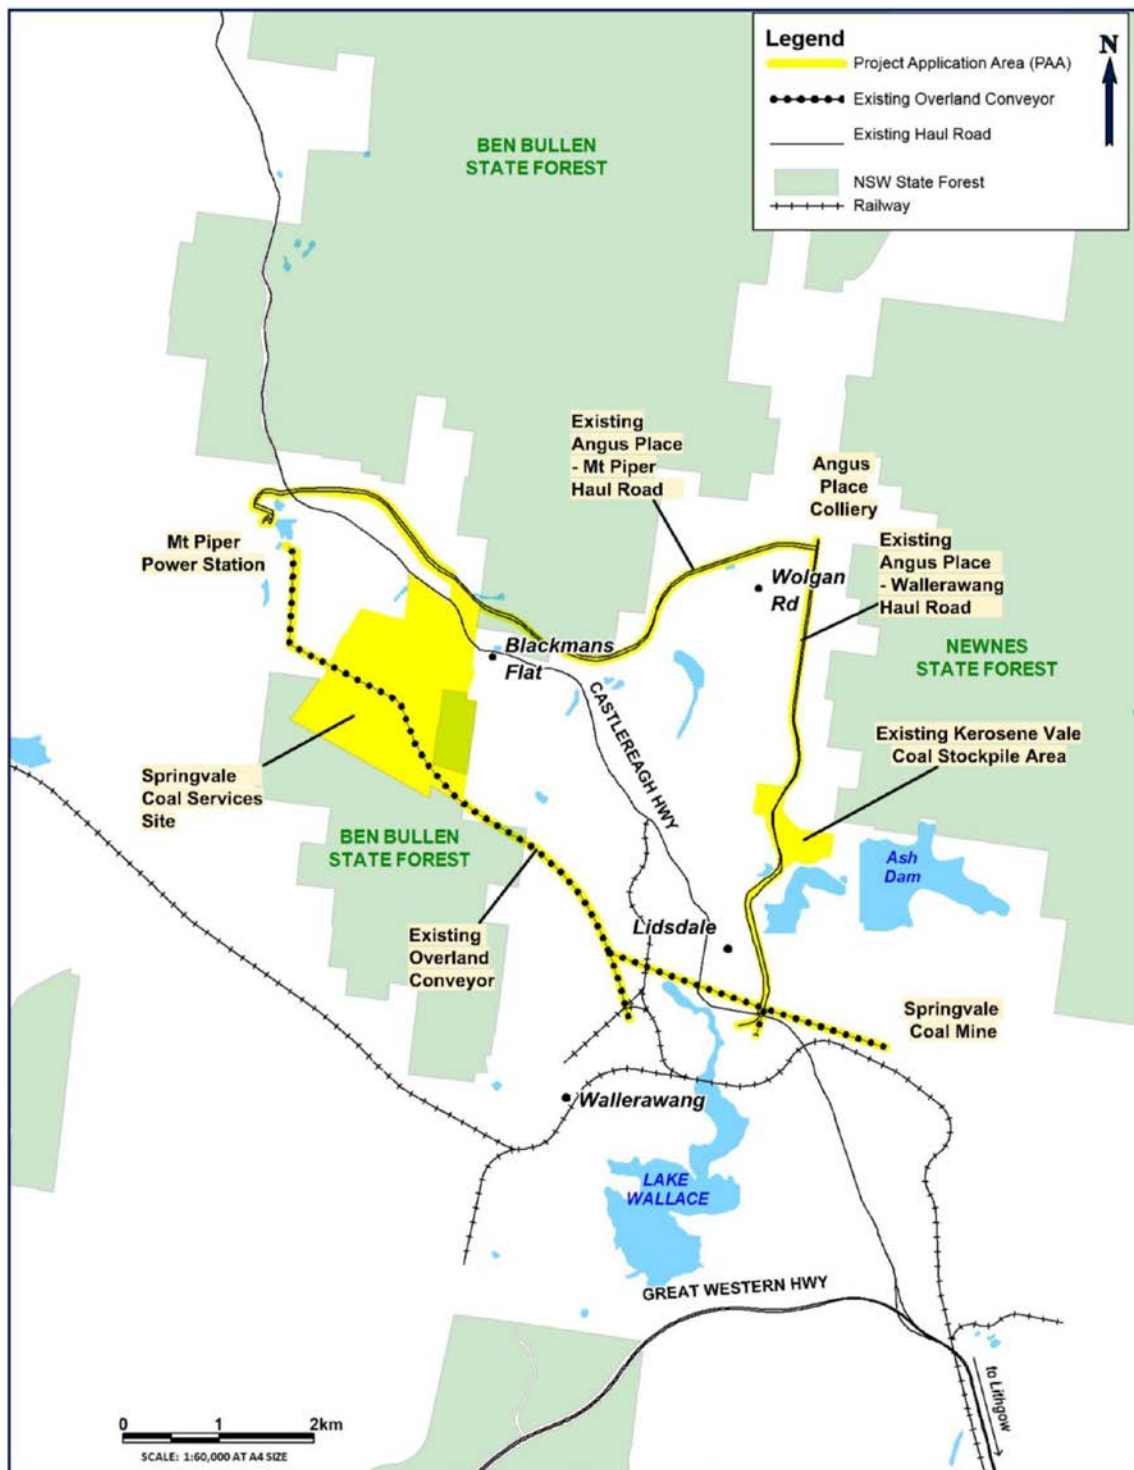 Legend
N
Project Application Area (PAA)
Existing Overland Conveyor
Existing Haul Road
NSW State Forest
Railway
BEN BULLEN
STATE FOREST
Existing
Angus Place
- Mt Piper
Haul Road
Angus
Place
Colliery
Existing
Angus Place
- Wallerawang
Haul Road
Mt Piper
Power Station
Wolgan
Rd
Blackmans
Flat
NEWNES
STATE FOREST
CASTLEREAGH HWY
Existing Kerosene Vale
Coal Stockpile Area
Springvale
Coal Services
Site
BEN BULLEN
STATE FOREST
Ash
Dam
Existing
Overland
Conveyor
Lidsdale
Springvale
Coal Mine
Wallerawang
LAKE
WALLACE
GREAT WESTERN HWY
to Lithgow
0 1 2km
SCALE: 1:60,000 AT A4 SIZE